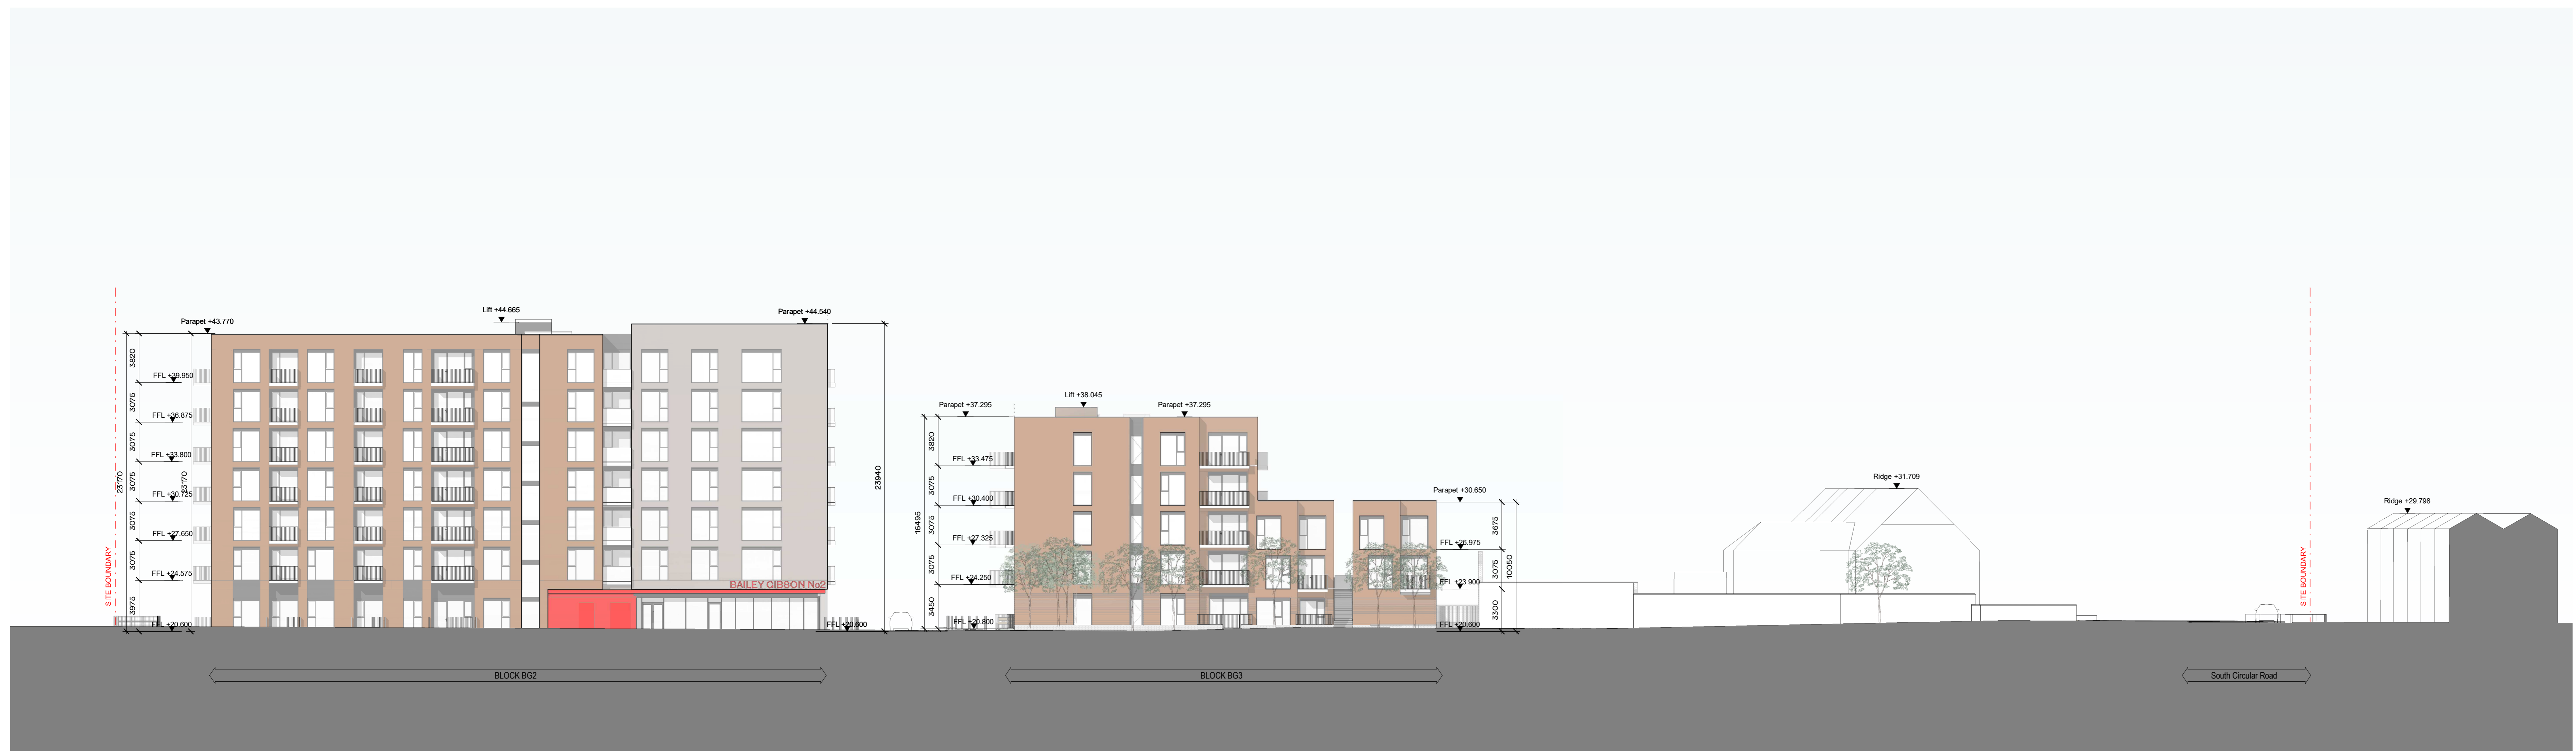 Parapet +43.770
Lift +44.665
Parapet +44.540
3820
FFL +39.950
3075
FFL +36.875
3075
FFL +33.800
3075
23170
23170
FFL +30.725
3075
FFL +27.650
3075
FFL +24.575
3975
FFL +20.600
SITE BOUNDARY
BAILEY GIBSON No2
23940
FFL +20.600
Parapet +37.295
Lift +38.045
Parapet +37.295
3820
FFL +33.475
3075
FFL +30.400
16495
3075
FFL +27.325
3075
FFL +24.250
3450
FFL +20.800
Parapet +30.650
3675
FFL +26.975
3075
10050
FFL +23.900
3300
FFL +20.600
Ridge +31.709
SITE BOUNDARY
Ridge +29.798
BLOCK BG2
BLOCK BG3
South Circular Road